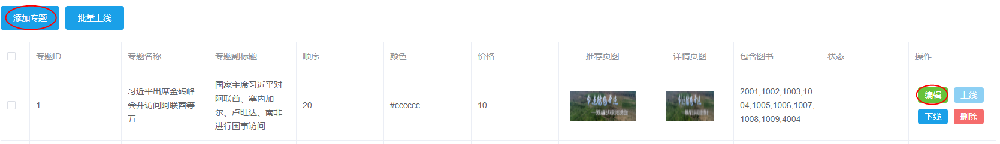 添加专题
批量上线
专题ID
专题名称
专题副标题
顺序
颜色
价格
推荐页图
详情页图
包含图书
状态
操作
1
习近平出席金砖峰
会并访问阿联酋等
五
国家主席习近平对
阿联酋、塞内加
尔、卢旺达、南非
进行国事访问
20
#cccccc
10
2001,1002,1003,10
04,1005,1006,1007,
1008,1009,4004
编辑
上线
下线
删除